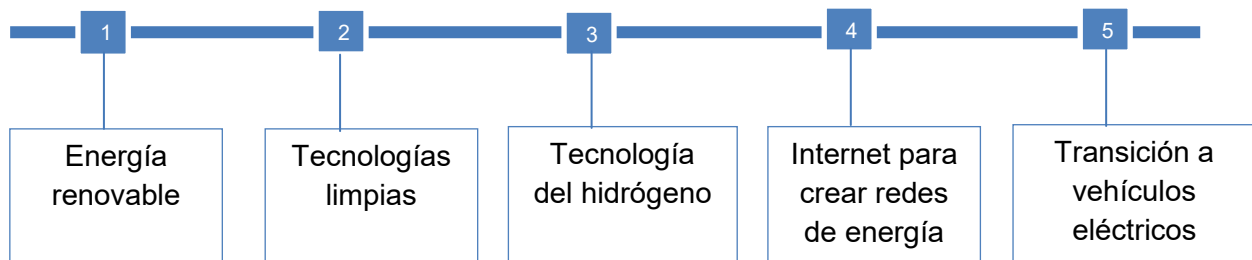 1
2
3
4
5
Energía
renovable
Tecnologías
limpias
Tecnología
del hidrógeno
Internet para
crear redes
de energía
Transición a
vehículos
eléctricos